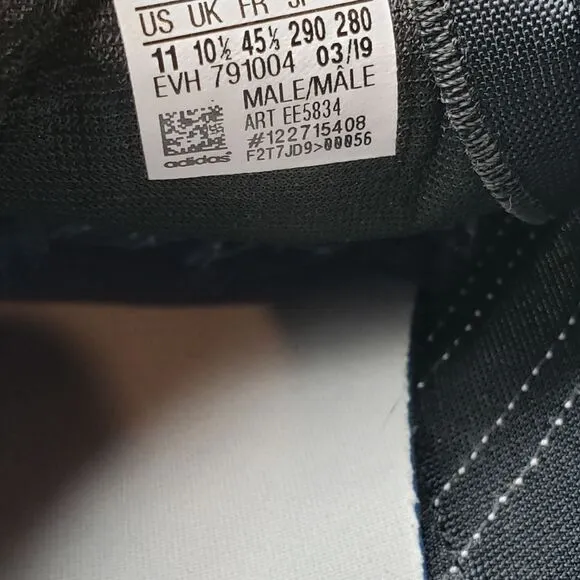 US UK FR JP
11 10½ 45⅓ 290 280
EVH 791004 03/19
MALE/MÂLE
ART EE5834
#122715408
F2T7JD9>00056
adidas